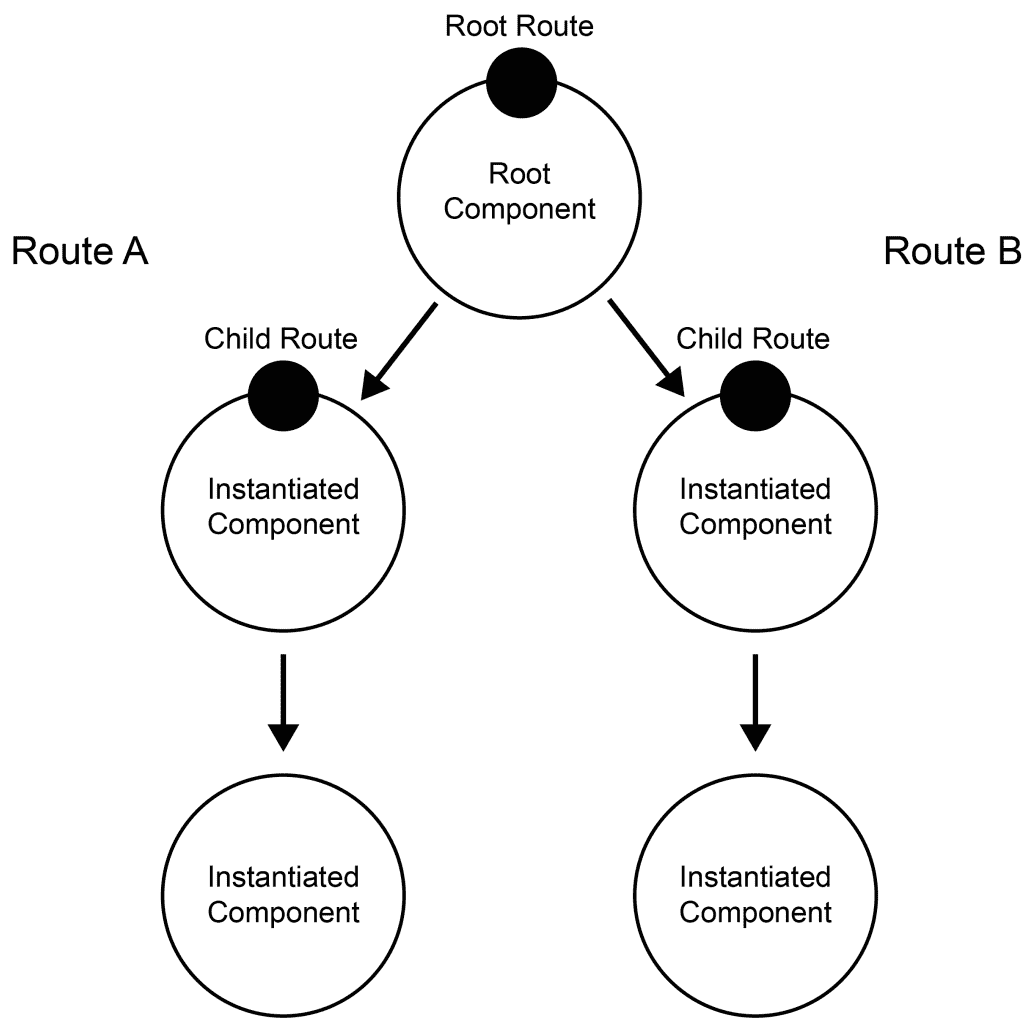 Root Route
Root
Component
Route A
Route B
Child Route
Child Route
Instantiated
Component
Instantiated
Component
Instantiated
Component
Instantiated
Component